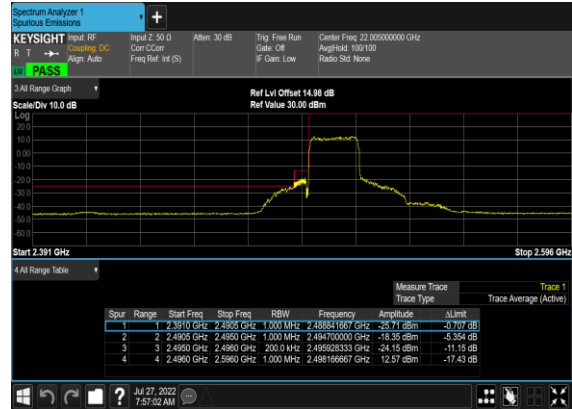 Spectrum Analyzer 1
Spurious Emissions
KEYSIGHT Input: RF Input Z: 50 Ω Atten: 30 dB Trig: Free Run Center Freq: 22.005000000 GHz
R T Coupling: DC Corr CCorr Gate: Off Avg|Hold: 100/100
Align: Auto Freq Ref: Int (S) IF Gain: Low Radio Std: None
PASS
3 All Range Graph
Ref Lvl Offset 14.98 dB
Scale/Div 10.0 dB Ref Value 30.00 dBm
Log
20.0
10.0
0.00
-10.0
-20.0
-30.0
-40.0
-50.0
-60.0
Start 2.391 GHz Stop 2.596 GHz
4 All Range Table
Measure Trace Trace 1
Trace Type Trace Average (Active)
Spur Range Start Freq Stop Freq RBW Frequency Amplitude ΔLimit
1 1 2.3910 GHz 2.4905 GHz 1.000 MHz 2.488841667 GHz -25.71 dBm -0.707 dB
2 2 2.4905 GHz 2.4950 GHz 1.000 MHz 2.494700000 GHz -18.35 dBm -5.354 dB
3 3 2.4950 GHz 2.4960 GHz 200.0 kHz 2.495928333 GHz -24.15 dBm -11.15 dB
4 4 2.4960 GHz 2.5960 GHz 1.000 MHz 2.498166667 GHz 12.57 dBm -17.43 dB
Jul 27, 2022
7:57:02 AM